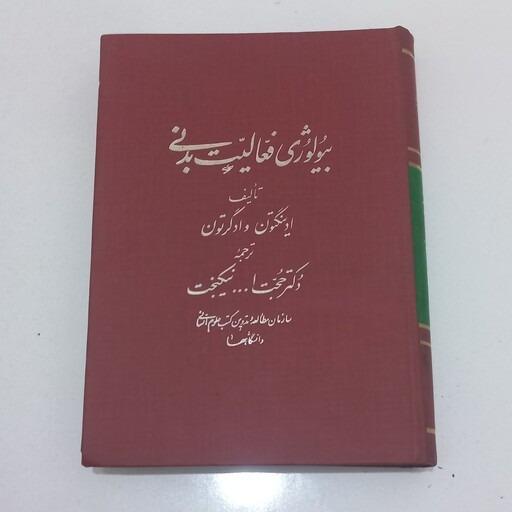 بیولوژی فعالیت بدنی
تألیف
ادینگتون و ادگرتون
ترجمهٔ
دکتر حجت ا... نیکبخت
سازمان مطالعه و تدوین کتب علوم انسانی
دانشگاهها